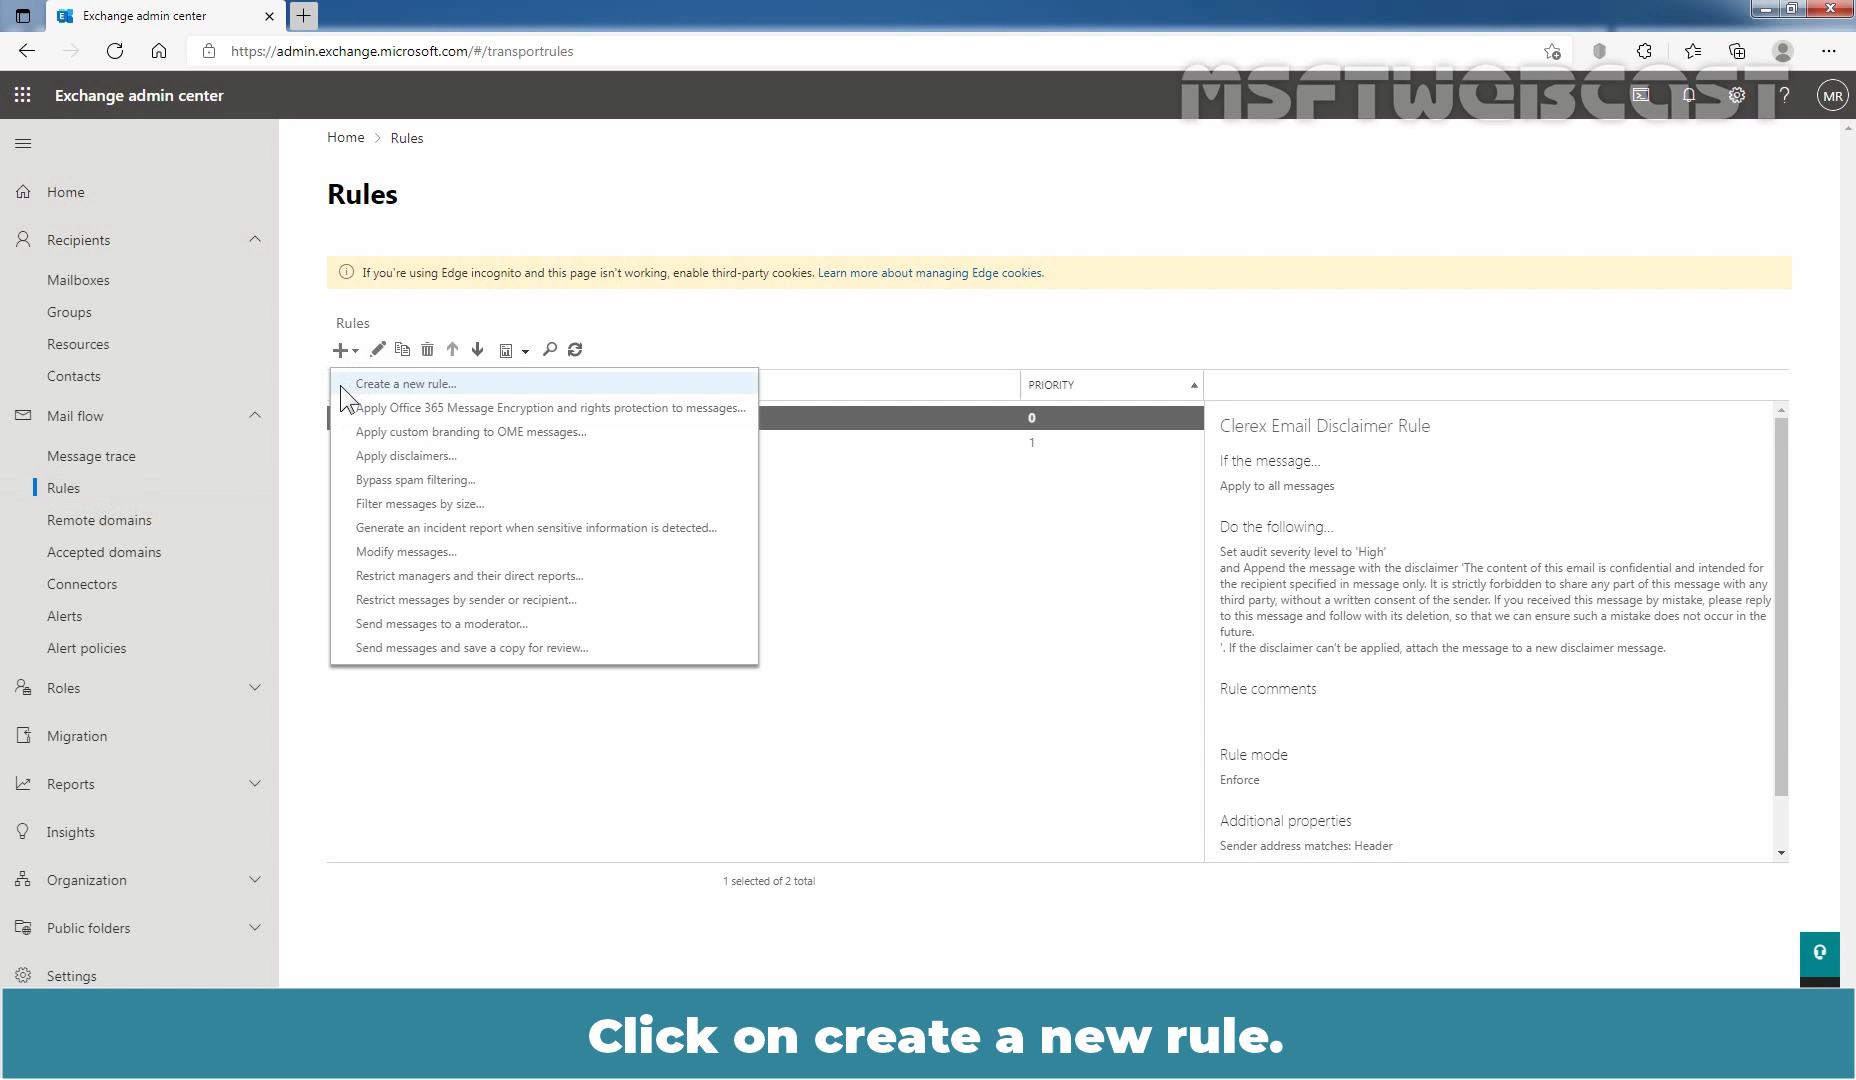 Exchange admin center
https://admin.exchange.microsoft.com/#/transportrules
MSFTWEBCAST
Exchange admin center
MR
Home > Rules
Rules
If you're using Edge incognito and this page isn't working, enable third-party cookies. Learn more about managing Edge cookies.
Home
Recipients
Mailboxes
Groups
Resources
Contacts
Mail flow
Message trace
Rules
Remote domains
Accepted domains
Connectors
Alerts
Alert policies
Roles
Migration
Reports
Insights
Organization
Public folders
Settings
Rules
Create a new rule...
Apply Office 365 Message Encryption and rights protection to messages...
Apply custom branding to OME messages...
Apply disclaimers...
Bypass spam filtering...
Filter messages by size...
Generate an incident report when sensitive information is detected...
Modify messages...
Restrict managers and their direct reports...
Restrict messages by sender or recipient...
Send messages to a moderator...
Send messages and save a copy for review...
PRIORITY
0
1
Clerex Email Disclaimer Rule
If the message...
Apply to all messages
Do the following...
Set audit severity level to 'High'
and Append the message with the disclaimer 'The content of this email is confidential and intended for
the recipient specified in message only. It is strictly forbidden to share any part of this message with any
third party, without a written consent of the sender. If you received this message by mistake, please reply
to this message and follow with its deletion, so that we can ensure such a mistake does not occur in the
future.
'. If the disclaimer can't be applied, attach the message to a new disclaimer message.
Rule comments
Rule mode
Enforce
Additional properties
Sender address matches: Header
1 selected of 2 total
Click on create a new rule.